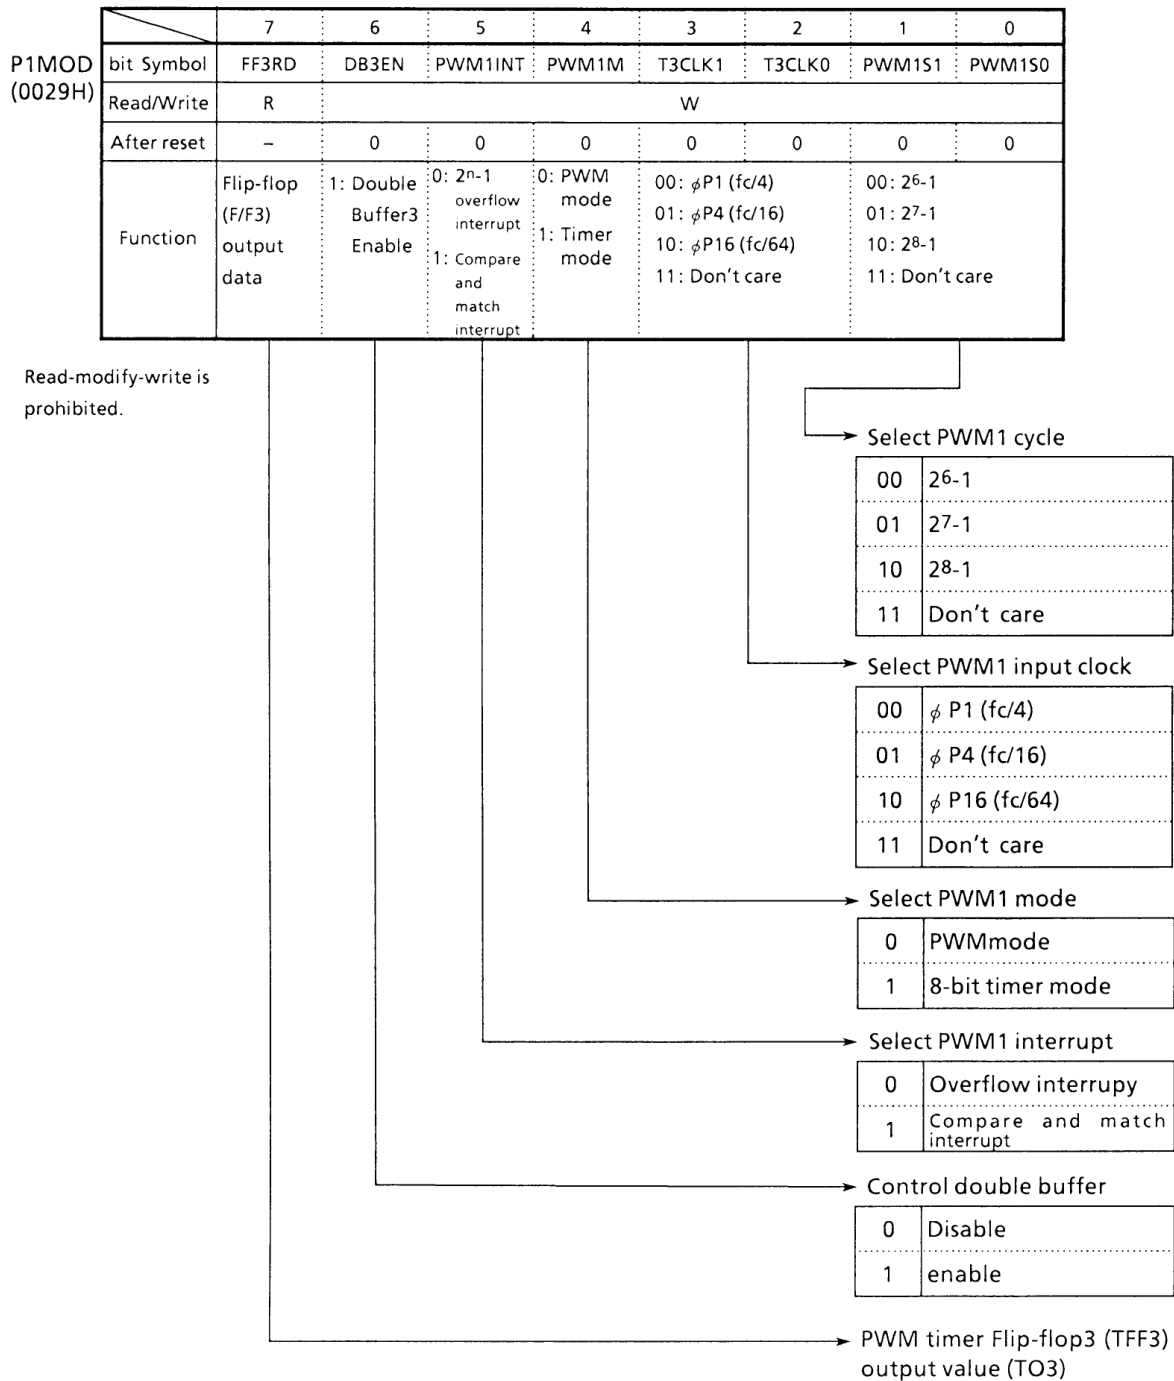 7 6 5 4 3 2 1 0
P1MOD (0029H)
bit Symbol FF3RD DB3EN PWM1INT PWM1M T3CLK1 T3CLK0 PWM1S1 PWM1S0
Read/Write R W
After reset – 0 0 0 0 0 0 0
Function
Flip-flop
(F/F3)
output
data
1: Double
Buffer3
Enable
0: 2ⁿ-1
overflow
interrupt
1: Compare
and
match
interrupt
0: PWM
mode
1: Timer
mode
00: ϕP1 (fc/4)
01: ϕP4 (fc/16)
10: ϕP16 (fc/64)
11: Don't care
00: 2⁶-1
01: 2⁷-1
10: 2⁸-1
11: Don't care
Read-modify-write is
prohibited.
Select PWM1 cycle
00 2⁶-1
01 2⁷-1
10 2⁸-1
11 Don't care
Select PWM1 input clock
00 ϕ P1 (fc/4)
01 ϕ P4 (fc/16)
10 ϕ P16 (fc/64)
11 Don't care
Select PWM1 mode
0 PWMmode
1 8-bit timer mode
Select PWM1 interrupt
0 Overflow interrupy
1 Compare and match
interrupt
Control double buffer
0 Disable
1 enable
PWM timer Flip-flop3 (TFF3)
output value (TO3)